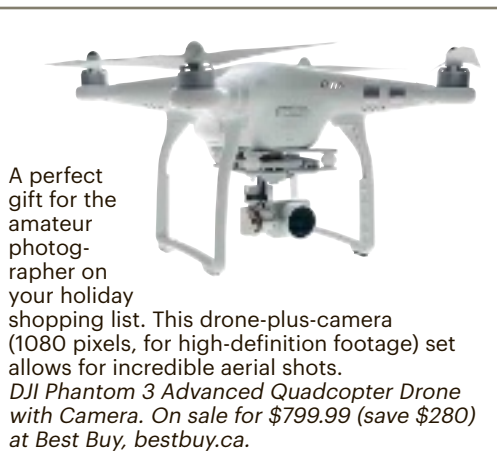 A perfect
gift for the
amateur
photog-
rapher on
your holiday
shopping list. This drone-plus-camera
(1080 pixels, for high-definition footage) set
allows for incredible aerial shots.
DJI Phantom 3 Advanced Quadcopter Drone
with Camera. On sale for $799.99 (save $280)
at Best Buy, bestbuy.ca.